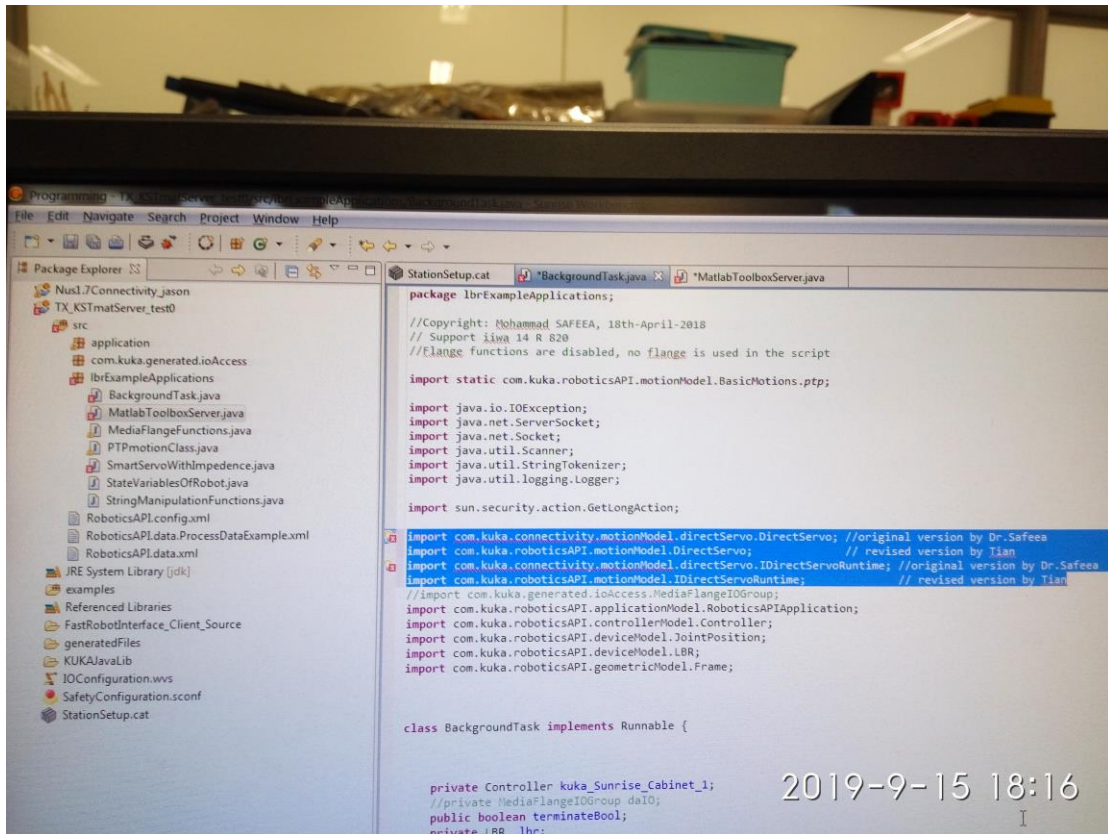 Programming - TX_KSTmatServer_test0/src/lbrExampleApplications/BackgroundTask.java - Sunrise Workbench
File Edit Navigate Search Project Window Help
Package Explorer
Nus1.7Connectivity_jason
TX_KSTmatServer_test0
src
application
com.kuka.generated.ioAccess
lbrExampleApplications
BackgroundTask.java
MatlabToolboxServer.java
MediaFlangeFunctions.java
PTPmotionClass.java
SmartServoWithImpedence.java
StateVariablesOfRobot.java
StringManipulationFunctions.java
RoboticsAPI.config.xml
RoboticsAPI.data.ProcessDataExample.xml
RoboticsAPI.data.xml
JRE System Library [jdk]
examples
Referenced Libraries
FastRobotInterface_Client_Source
generatedFiles
KUKAJavaLib
IOConfiguration.wvs
SafetyConfiguration.sconf
StationSetup.cat
StationSetup.cat *BackgroundTask.java *MatlabToolboxServer.java
package lbrExampleApplications;
//Copyright: Mohammad SAFEEA, 18th-April-2018
// Support iiwa 14 R 820
//Flange functions are disabled, no flange is used in the script
import static com.kuka.roboticsAPI.motionModel.BasicMotions.ptp;
import java.io.IOException;
import java.net.ServerSocket;
import java.net.Socket;
import java.util.Scanner;
import java.util.StringTokenizer;
import java.util.logging.Logger;
import sun.security.action.GetLongAction;
import com.kuka.connectivity.motionModel.directServo.DirectServo; //original version by Dr.Safeea
import com.kuka.roboticsAPI.motionModel.DirectServo; // revised version by Tian
import com.kuka.connectivity.motionModel.directServo.IDirectServoRuntime; //original version by Dr.Safeea
import com.kuka.roboticsAPI.motionModel.IDirectServoRuntime; // revised version by Tian
//import com.kuka.generated.ioAccess.MediaFlangeIOGroup;
import com.kuka.roboticsAPI.applicationModel.RoboticsAPIApplication;
import com.kuka.roboticsAPI.controllerModel.Controller;
import com.kuka.roboticsAPI.deviceModel.JointPosition;
import com.kuka.roboticsAPI.deviceModel.LBR;
import com.kuka.roboticsAPI.geometricModel.Frame;
class BackgroundTask implements Runnable {
private Controller kuka_Sunrise_Cabinet_1;
//private MediaFlangeIOGroup daIO;
public boolean terminateBool;
private LBR _lbr;
2019-9-15 18:16